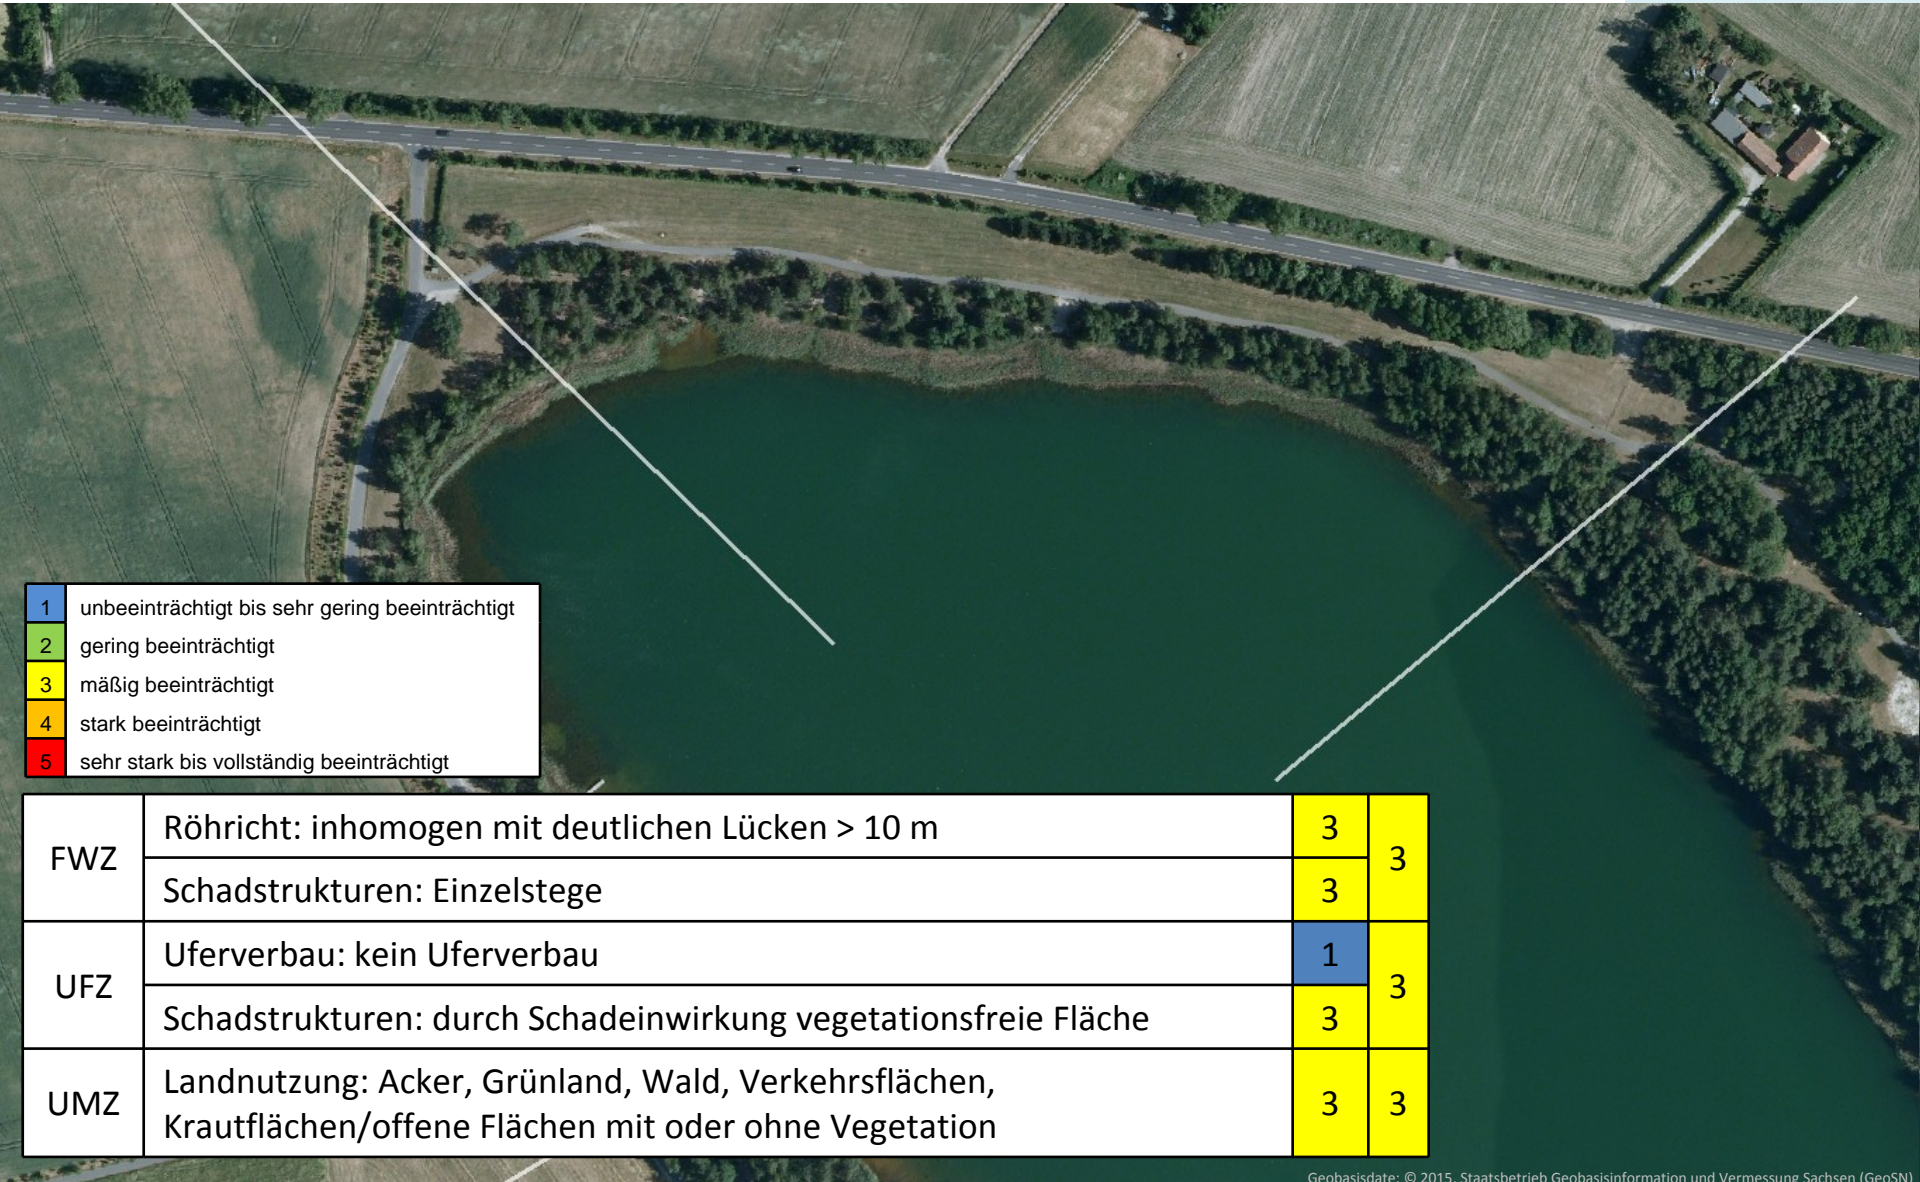 1 unbeeinträchtigt bis sehr gering beeinträchtigt
2 gering beeinträchtigt
3 mäßig beeinträchtigt
4 stark beeinträchtigt
5 sehr stark bis vollständig beeinträchtigt
FWZ
Röhricht: inhomogen mit deutlichen Lücken > 10 m 3
Schadstrukturen: Einzelstege 3
3
UFZ
Uferverbau: kein Uferverbau 1
Schadstrukturen: durch Schadeinwirkung vegetationsfreie Fläche 3
3
UMZ
Landnutzung: Acker, Grünland, Wald, Verkehrsflächen,
Krautflächen/offene Flächen mit oder ohne Vegetation
3 3
Geobasisdate: © 2015, Staatsbetrieb Geobasisinformation und Vermessung Sachsen (GeoSN)